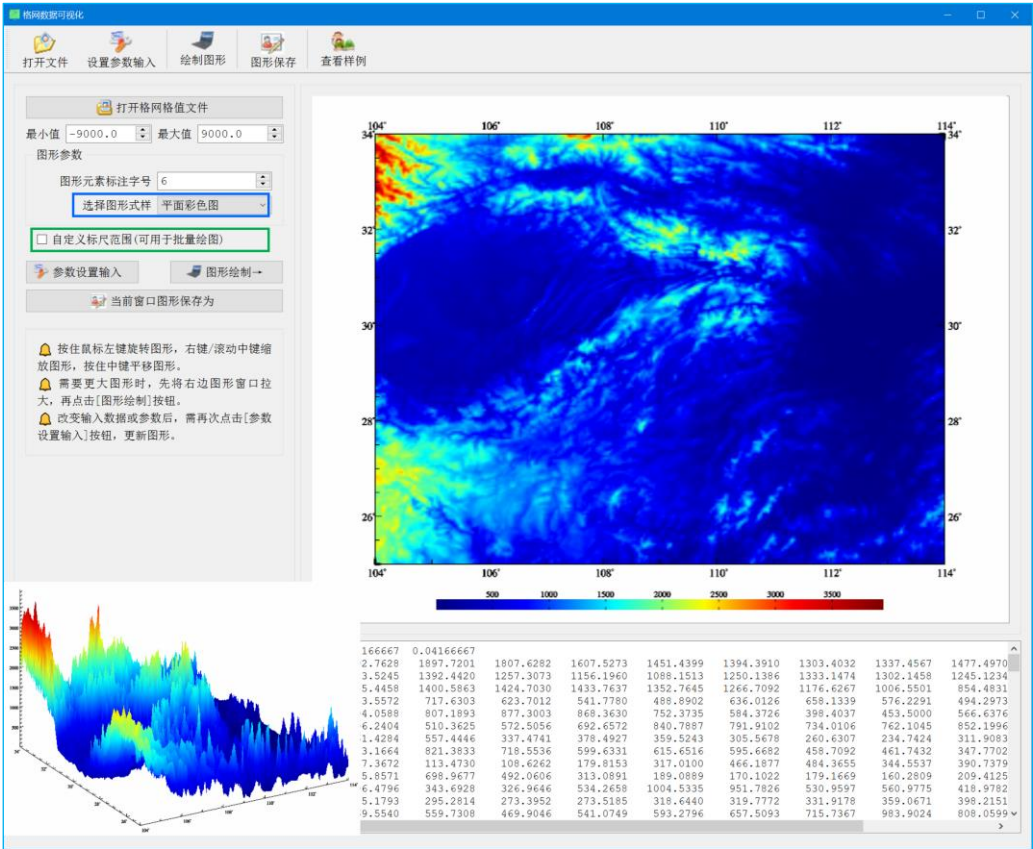 格网数据可视化
打开文件 设置参数输入 绘制图形 图形保存 查看样例
打开格网格值文件
最小值 -9000.0 最大值 9000.0
图形参数
图形元素标注字号 6
选择图形式样 平面彩色图
自定义标尺范围(可用于批量绘图)
参数设置输入 图形绘制→
当前窗口图形保存为
按住鼠标左键旋转图形，右键/滚动中键缩
放图形，按住中键平移图形。
需要更大图形时，先将右边图形窗口拉
大，再点击[图形绘制]按钮。
改变输入数据或参数后，需再次点击[参数
设置输入]按钮，更新图形。
104° 106° 108° 110° 112° 114°
34° 34°
32° 32°
30° 30°
28° 28°
26° 26°
104° 106° 108° 110° 112° 114°
500 1000 1500 2000 2500 3000 3500
166667 0.04166667
2.7628 1897.7201 1807.6282 1607.5273 1451.4399 1394.3910 1303.4032 1337.4567 1477.4970
3.5245 1392.4420 1257.3073 1156.1960 1088.1513 1250.1386 1333.1474 1302.1458 1245.1234
5.4458 1400.5863 1424.7030 1433.7637 1352.7645 1266.7092 1176.6267 1006.5501 854.4831
3.5572 717.6303 623.7012 541.7780 488.8902 636.0126 658.1339 576.2291 494.2973
4.0588 807.1893 877.3003 868.3630 752.3735 584.3726 398.4037 453.5000 566.6376
6.2404 510.3625 572.5056 692.6572 840.7887 791.9102 734.0106 762.1045 852.1996
1.4284 557.4446 337.4741 378.4927 359.5243 305.5678 260.6307 234.7424 311.9083
3.1664 821.3833 718.5536 599.6331 615.6516 595.6682 458.7092 461.7432 347.7702
7.3672 113.4730 108.6262 179.8153 317.0100 466.1877 484.3655 344.5537 390.7379
5.8571 698.9677 492.0606 313.0891 189.0889 170.1022 179.1669 160.2809 209.4125
6.4796 343.6928 326.9646 534.2658 1004.5335 951.7826 530.9597 560.9775 418.9782
5.1793 295.2814 273.3952 273.5185 318.6440 319.7772 331.9178 359.0671 398.2151
9.5540 559.7308 469.9046 541.0749 593.2796 657.5093 715.7367 983.9024 808.0599